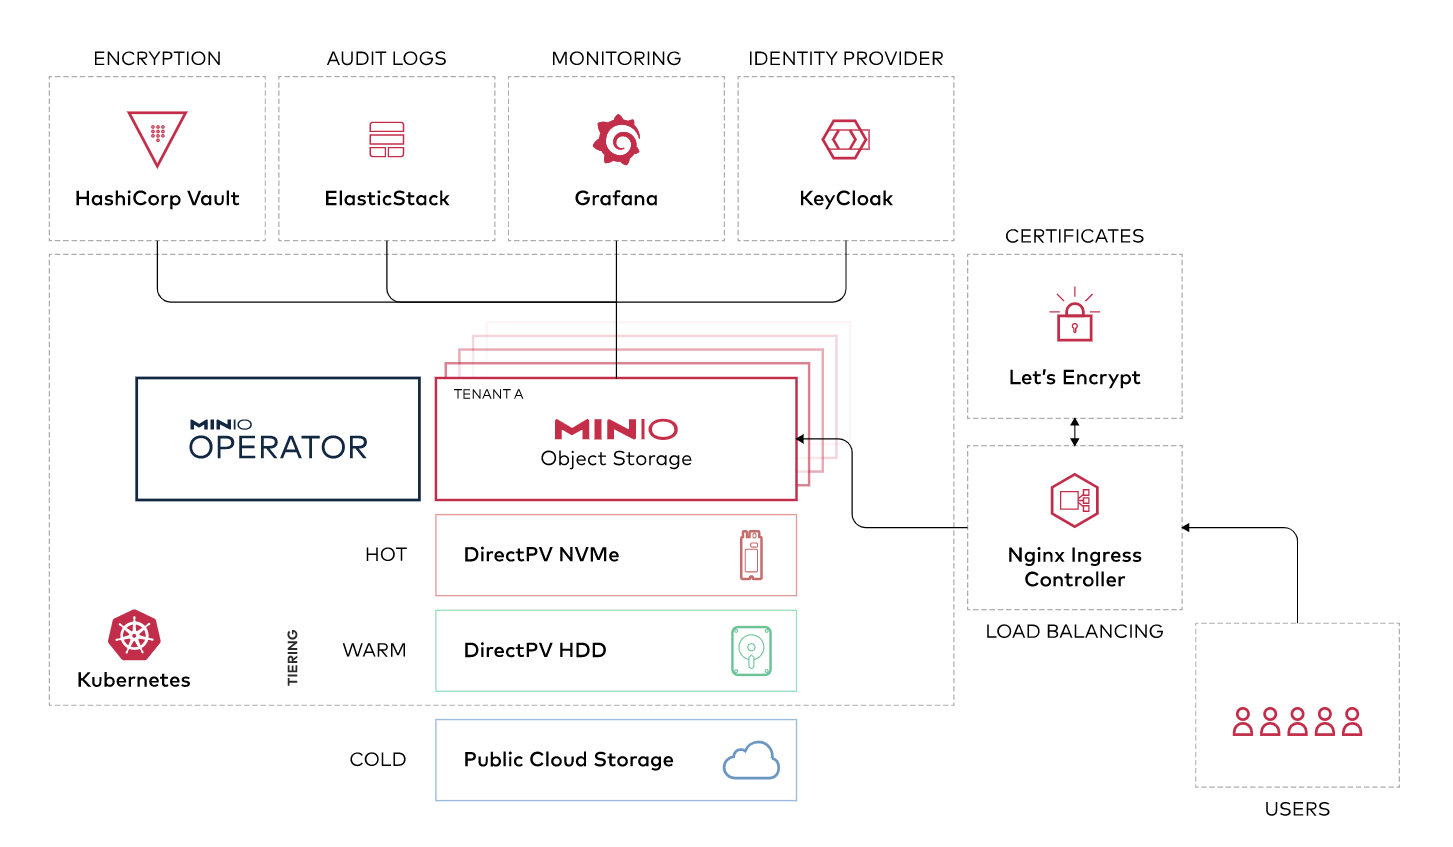 ENCRYPTION
AUDIT LOGS
MONITORING
IDENTITY PROVIDER
HashiCorp Vault
ElasticStack
Grafana
KeyCloak
CERTIFICATES
Let's Encrypt
TENANT A
MINIO
OPERATOR
MINIO
Object Storage
Nginx Ingress
Controller
LOAD BALANCING
HOT
DirectPV NVMe
Kubernetes
TIERING
WARM
DirectPV HDD
COLD
Public Cloud Storage
USERS